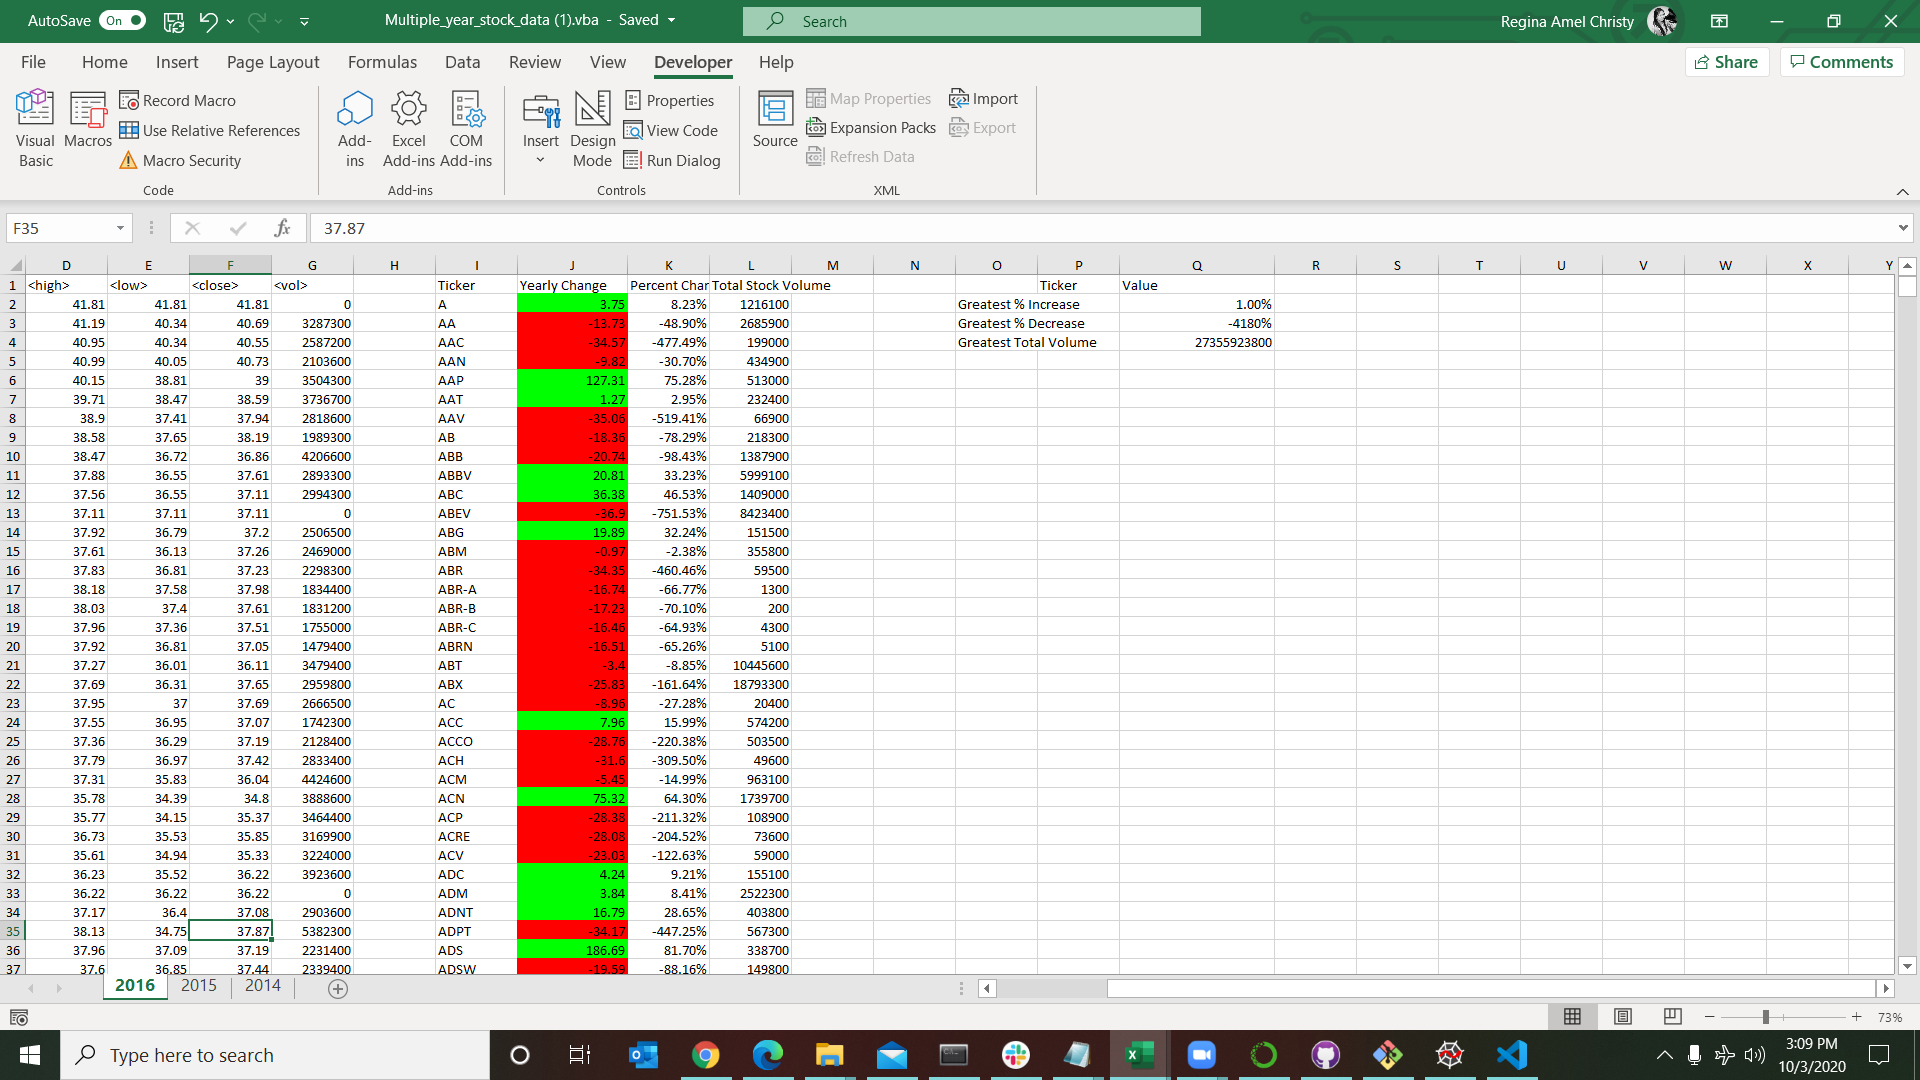 AutoSave On Multiple_year_stock_data (1).vba - Saved Search Regina Amel Christy
File Home Insert Page Layout Formulas Data Review View Developer Help Share Comments
Visual Basic Macros Record Macro Use Relative References Macro Security Code
Add-ins Excel Add-ins COM Add-ins Add-ins
Insert Design Mode Properties View Code Run Dialog Controls
Source Map Properties Expansion Packs Refresh Data Import Export XML
F35 fx 37.87
D E F G H I J K L M N O P Q R S T U V W X Y
1 <high> <low> <close> <vol> Ticker Yearly Change Percent Char Total Stock Volume Ticker Value
2 41.81 41.81 41.81 0 A 3.75 8.23% 1216100 Greatest % Increase 1.00%
3 41.19 40.34 40.69 3287300 AA -13.73 -48.90% 2685900 Greatest % Decrease -4180%
4 40.95 40.34 40.55 2587200 AAC -34.57 -477.49% 199000 Greatest Total Volume 27355923800
5 40.99 40.05 40.73 2103600 AAN -9.82 -30.70% 434900
6 40.15 38.81 39 3504300 AAP 127.31 75.28% 513000
7 39.71 38.47 38.59 3736700 AAT 1.27 2.95% 232400
8 38.9 37.41 37.94 2818600 AAV -35.06 -519.41% 66900
9 38.58 37.65 38.19 1989300 AB -18.36 -78.29% 218300
10 38.47 36.72 36.86 4206600 ABB -20.74 -98.43% 1387900
11 37.88 36.55 37.61 2893300 ABBV 20.81 33.23% 5999100
12 37.56 36.55 37.11 2994300 ABC 36.38 46.53% 1409000
13 37.11 37.11 37.11 0 ABEV -36.9 -751.53% 8423400
14 37.92 36.79 37.2 2506500 ABG 19.89 32.24% 151500
15 37.61 36.13 37.26 2469000 ABM -0.97 -2.38% 355800
16 37.83 36.81 37.23 2298300 ABR -34.35 -460.46% 59500
17 38.18 37.58 37.98 1834400 ABR-A -16.74 -66.77% 1300
18 38.03 37.4 37.61 1831200 ABR-B -17.23 -70.10% 200
19 37.96 37.36 37.51 1755000 ABR-C -16.46 -64.93% 4300
20 37.92 36.81 37.05 1479400 ABRN -16.51 -65.26% 5100
21 37.27 36.01 36.11 3479400 ABT -3.4 -8.85% 10445600
22 37.69 36.31 37.65 2959800 ABX -25.83 -161.64% 18793300
23 37.95 37 37.69 2666500 AC -8.96 -27.28% 20400
24 37.55 36.95 37.07 1742300 ACC 7.96 15.99% 574200
25 37.36 36.29 37.19 2128400 ACCO -28.76 -220.38% 503500
26 37.79 36.97 37.42 2833400 ACH -31.6 -309.50% 49600
27 37.31 35.83 36.04 4424600 ACM -5.45 -14.99% 963100
28 35.78 34.39 34.8 3888600 ACN 75.32 64.30% 1739700
29 35.77 34.15 35.37 3464400 ACP -28.38 -211.32% 108900
30 36.73 35.53 35.85 3169900 ACRE -28.08 -204.52% 73600
31 35.61 34.94 35.33 3224000 ACV -23.03 -122.63% 59000
32 36.23 35.52 36.22 3923600 ADC 4.24 9.21% 155100
33 36.22 36.22 36.22 0 ADM 3.84 8.41% 2522300
34 37.17 36.4 37.08 2903600 ADNT 16.79 28.65% 403800
35 38.13 34.75 37.87 5382300 ADPT -34.17 -447.25% 567300
36 37.96 37.09 37.19 2231400 ADS 186.69 81.70% 338700
37 37.6 36.85 37.44 2339400 ADSW -19.59 -88.16% 149800
2016 2015 2014
73%
Type here to search
3:09 PM
10/3/2020